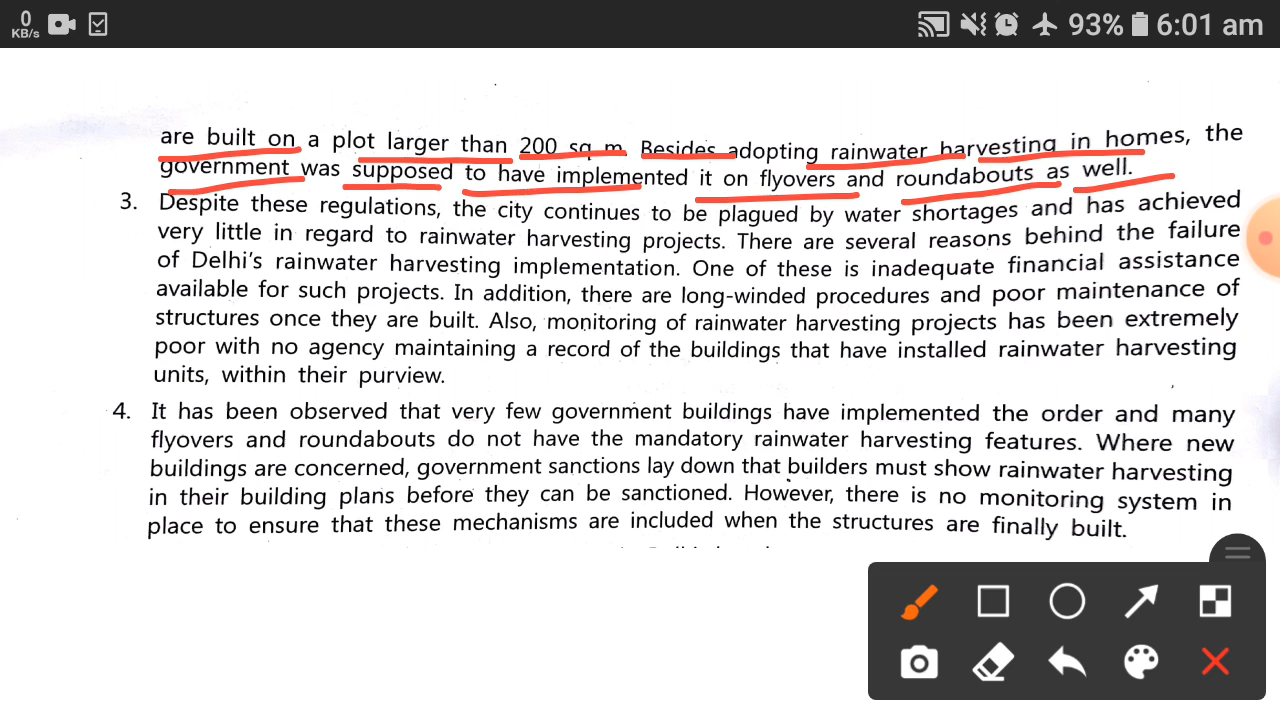 0
KB/s
93%
6:01 am
are built on a plot larger than 200 sq m. Besides adopting rainwater harvesting in homes, the
government was supposed to have implemented it on flyovers and roundabouts as well.
3. Despite these regulations, the city continues to be plagued by water shortages and has achieved
very little in regard to rainwater harvesting projects. There are several reasons behind the failure
of Delhi's rainwater harvesting implementation. One of these is inadequate financial assistance
available for such projects. In addition, there are long-winded procedures and poor maintenance of
structures once they are built. Also, monitoring of rainwater harvesting projects has been extremely
poor with no agency maintaining a record of the buildings that have installed rainwater harvesting
units, within their purview.
4. It has been observed that very few government buildings have implemented the order and many
flyovers and roundabouts do not have the mandatory rainwater harvesting features. Where new
buildings are concerned, government sanctions lay down that builders must show rainwater harvesting
in their building plans before they can be sanctioned. However, there is no monitoring system in
place to ensure that these mechanisms are included when the structures are finally built.